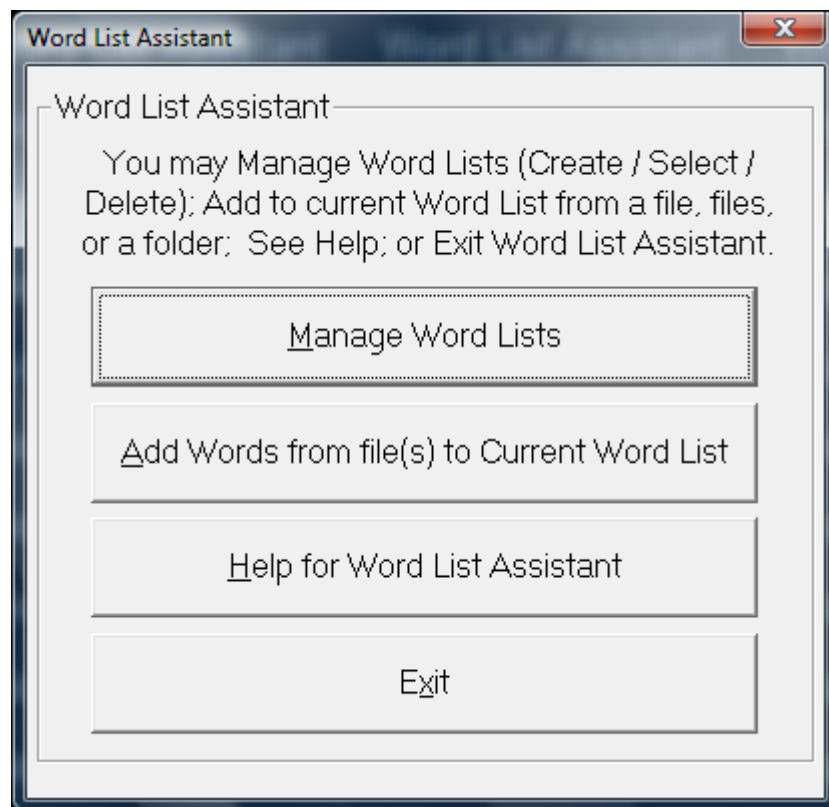 Word List Assistant
Word List Assistant
You may Manage Word Lists (Create / Select /
Delete); Add to current Word List from a file, files,
or a folder;  See Help; or Exit Word List Assistant.
Manage Word Lists
Add Words from file(s) to Current Word List
Help for Word List Assistant
Exit